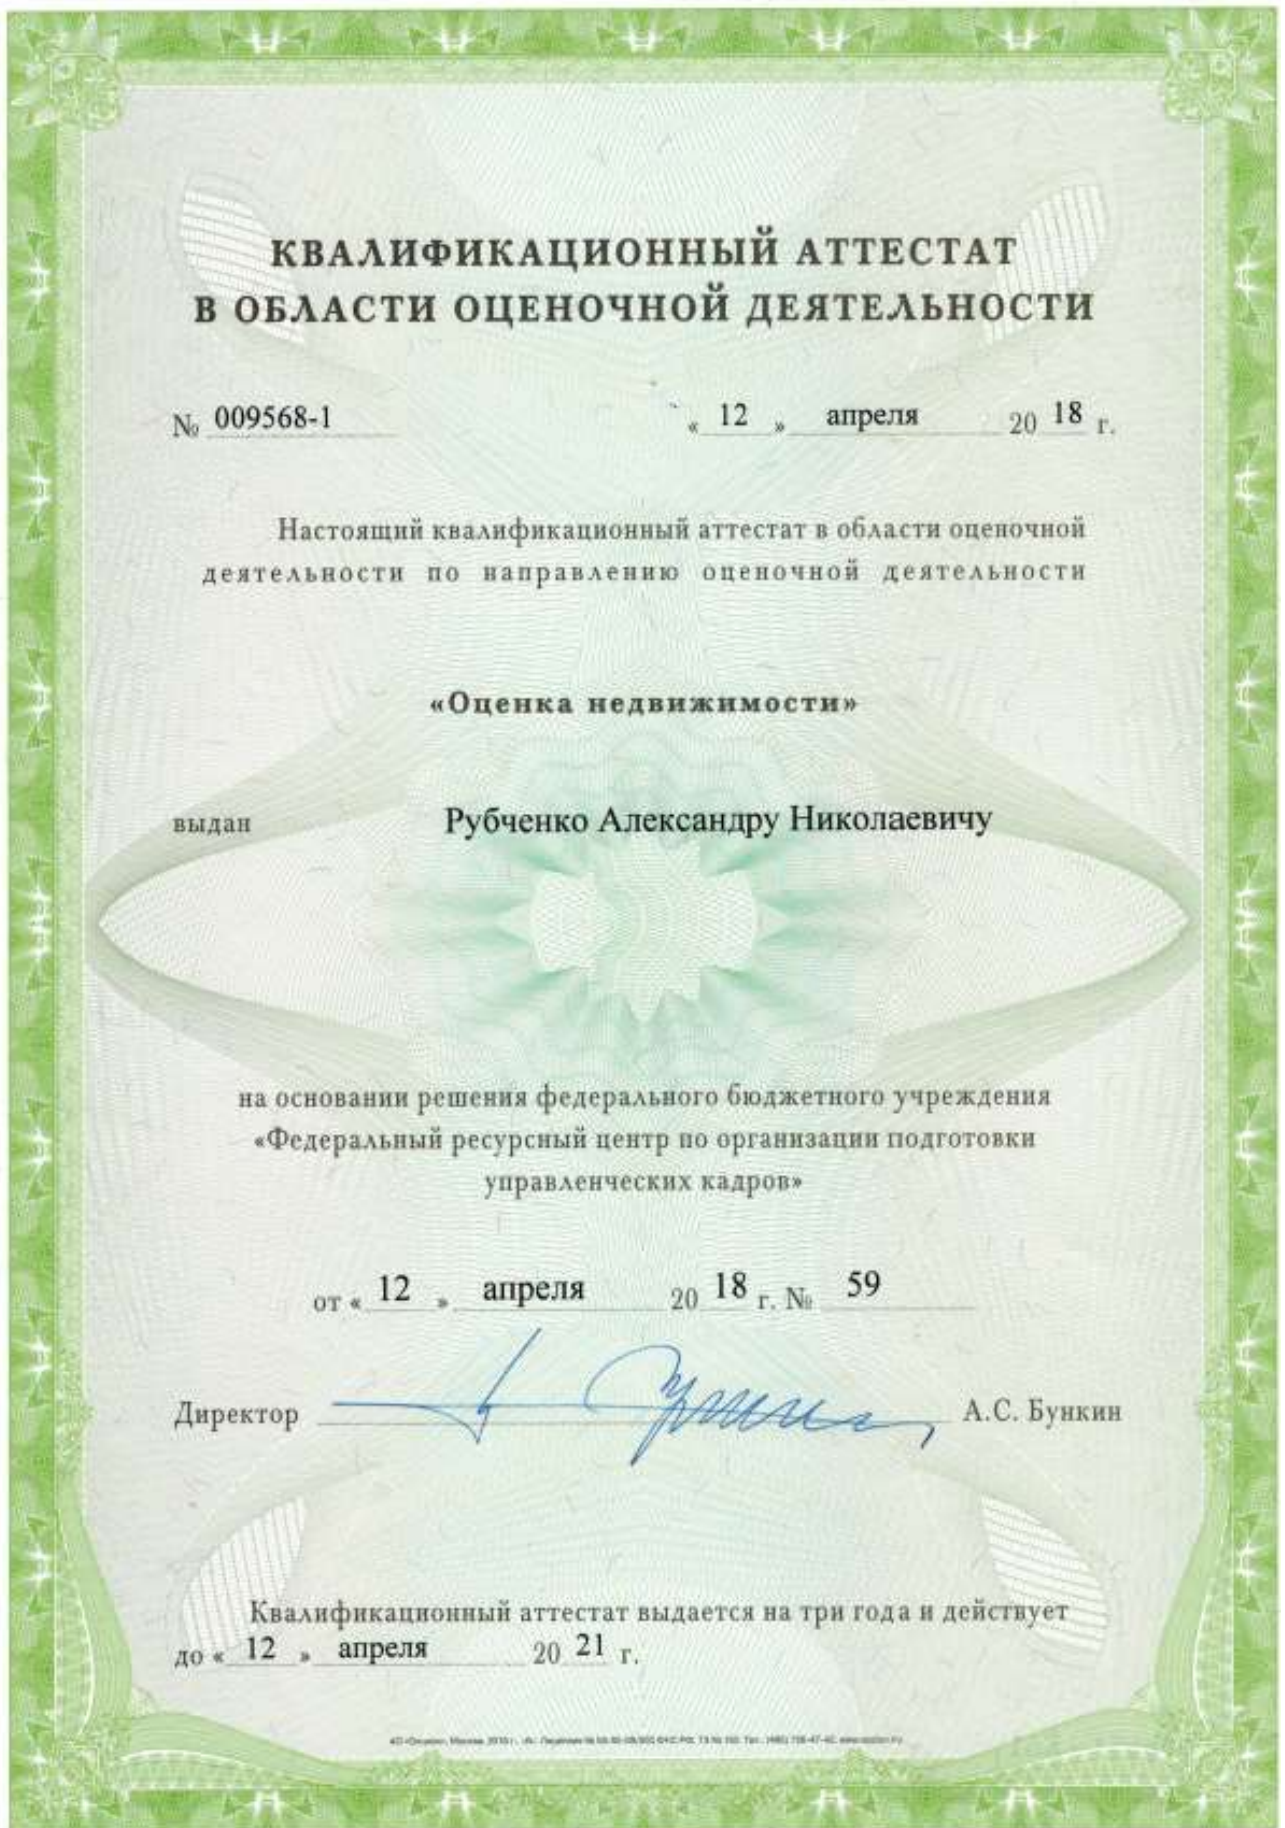 КВАЛИФИКАЦИОННЫЙ АТТЕСТАТ
В ОБЛАСТИ ОЦЕНОЧНОЙ ДЕЯТЕЛЬНОСТИ
№ 009568-1 « 12 » апреля 20 18 г.
Настоящий квалификационный аттестат в области оценочной
деятельности по направлению оценочной деятельности
«Оценка недвижимости»
выдан Рубченко Александру Николаевичу
на основании решения федерального бюджетного учреждения
«Федеральный ресурсный центр по организации подготовки
управленческих кадров»
от « 12 » апреля 20 18 г. № 59
Директор А.С. Бункин
Квалификационный аттестат выдается на три года и действует
до « 12 » апреля 20 21 г.